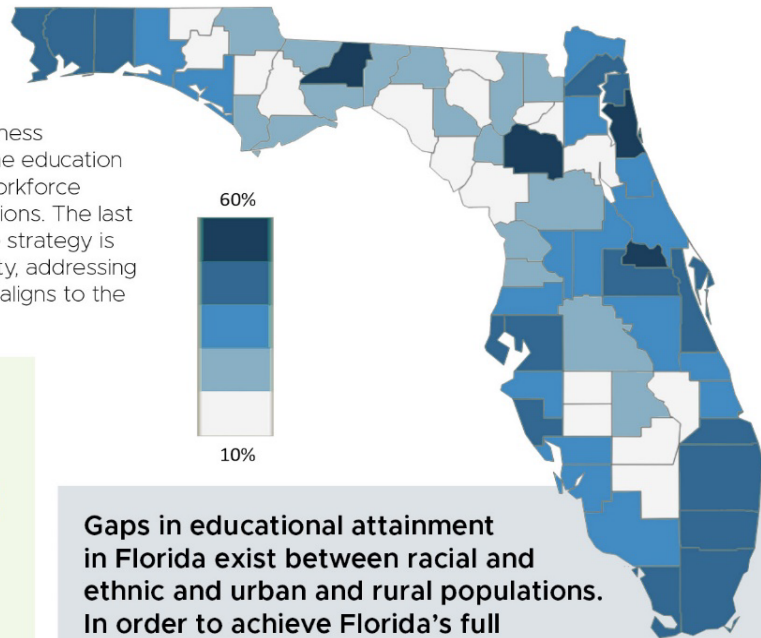 ness
e education
orkforce
ions. The last
strategy is
ty, addressing
aligns to the
60%
10%
Gaps in educational attainment
in Florida exist between racial and
ethnic and urban and rural populations.
In order to achieve Florida's full